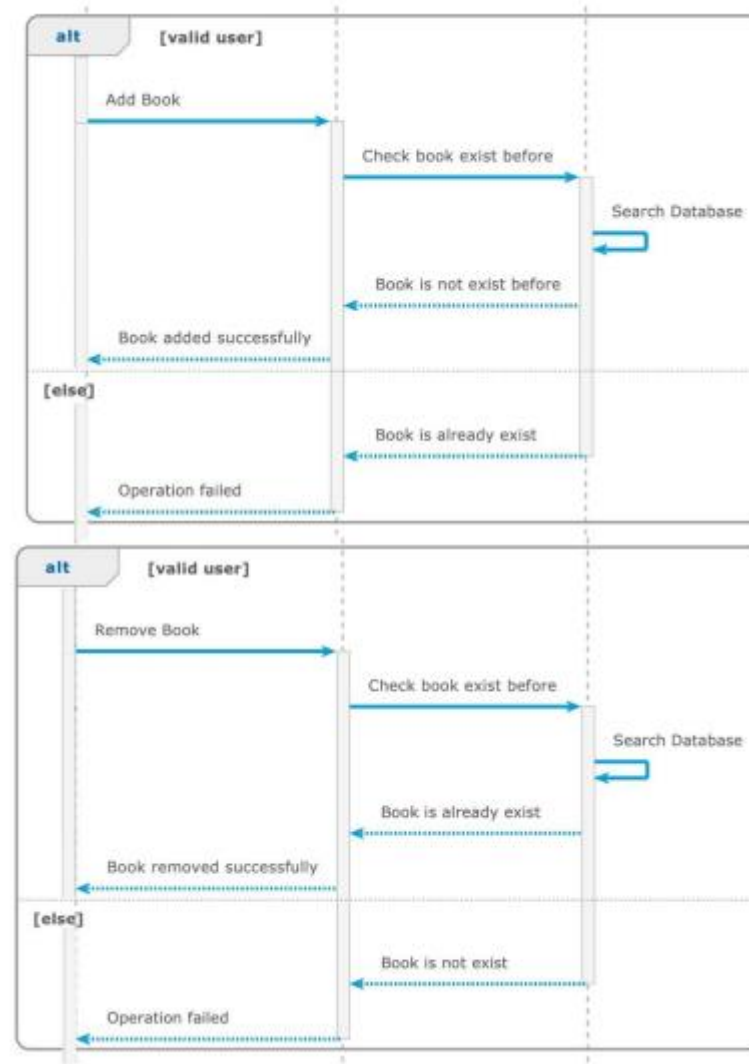 alt [valid user]
Add Book
Check book exist before
Search Database
Book is not exist before
Book added successfully
[else]
Book is already exist
Operation failed
alt [valid user]
Remove Book
Check book exist before
Search Database
Book is already exist
Book removed successfully
[else]
Book is not exist
Operation failed